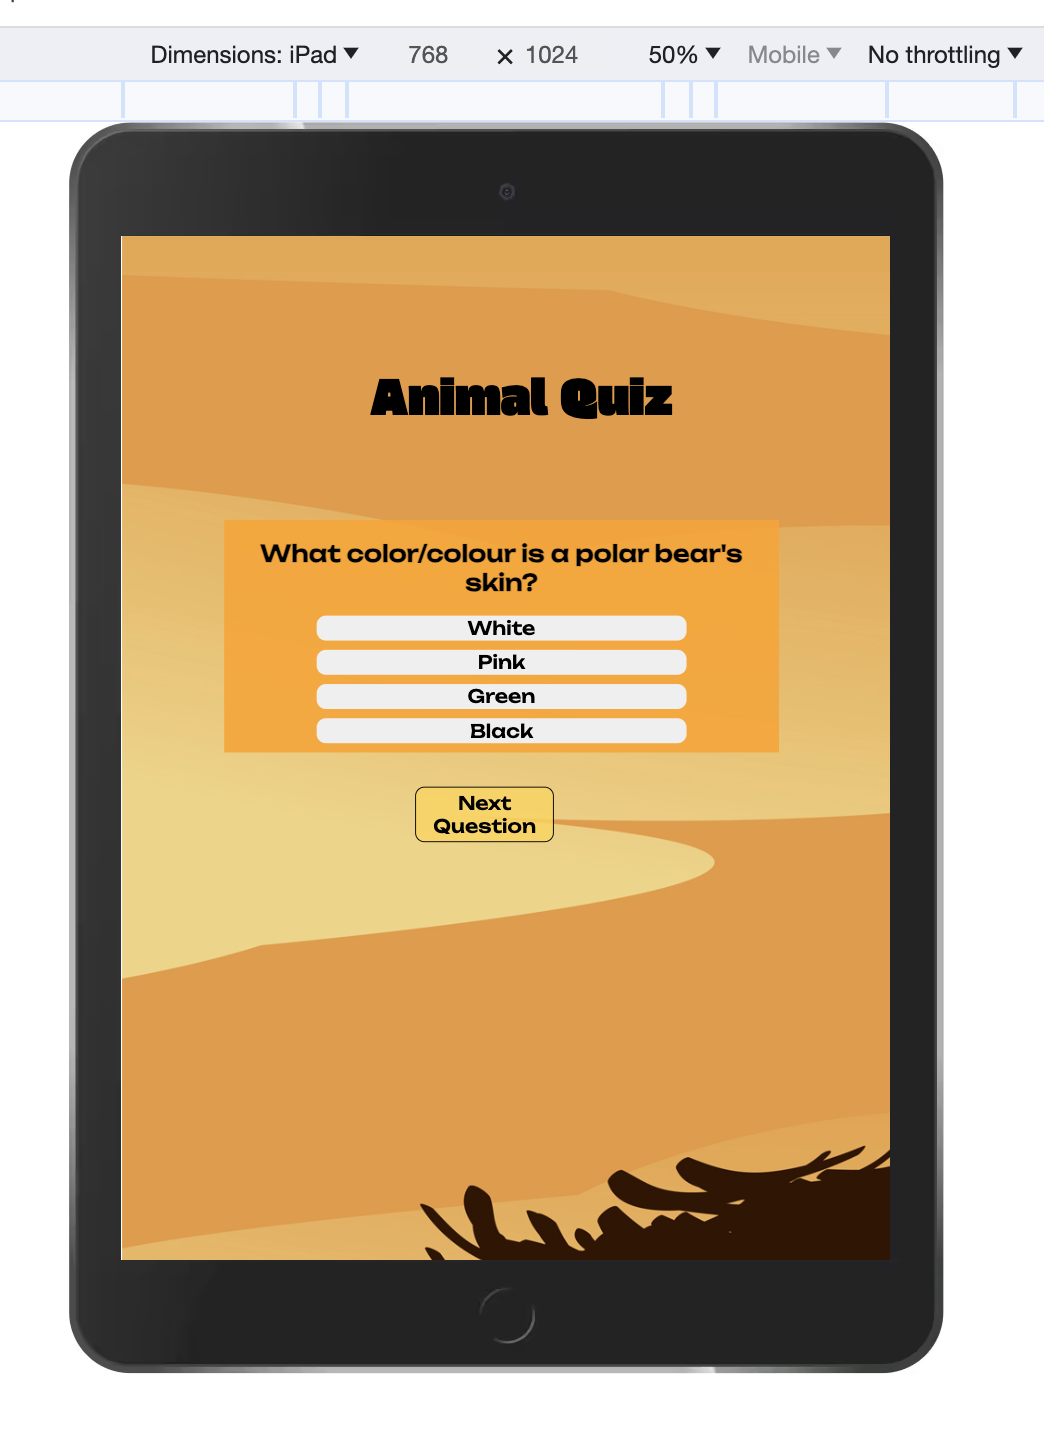 Dimensions: iPad 768 × 1024 50% Mobile No throttling
Animal Quiz
What color/colour is a polar bear's
skin?
White
Pink
Green
Black
Next
Question